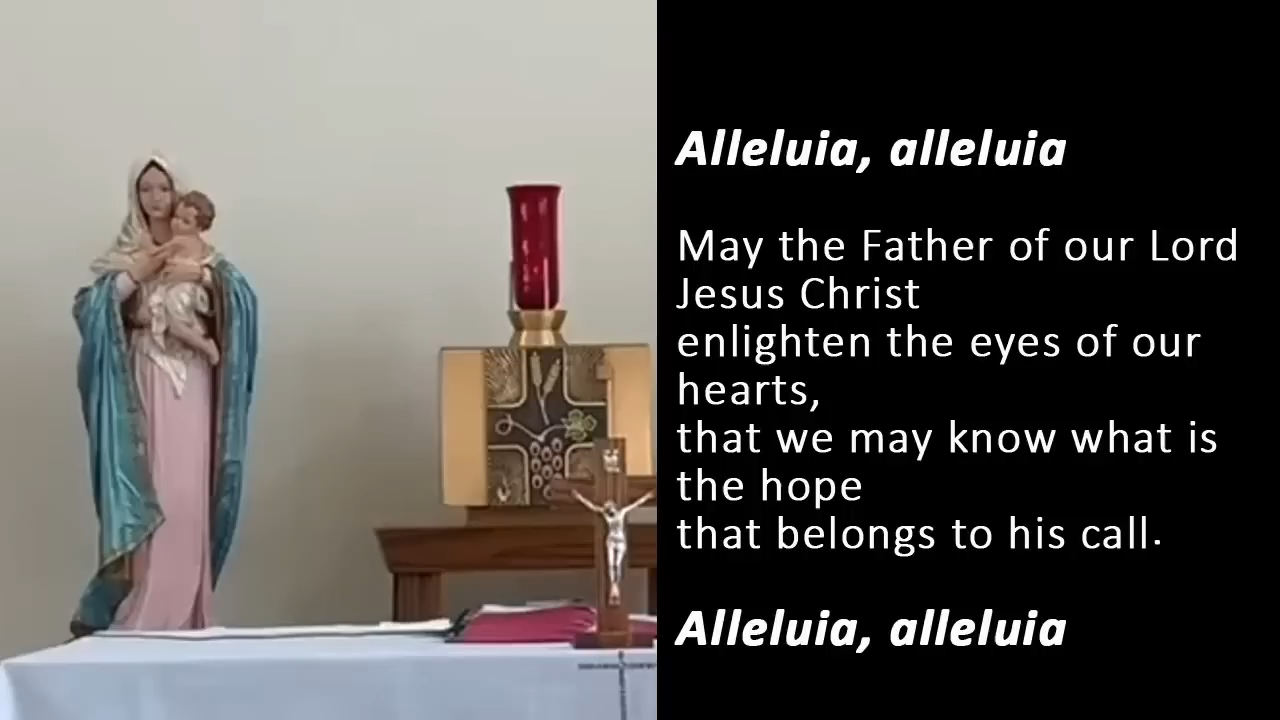 Alleluia, alleluia
May the Father of our Lord
Jesus Christ
enlighten the eyes of our
hearts,
that we may know what is
the hope
that belongs to his call.
Alleluia, alleluia